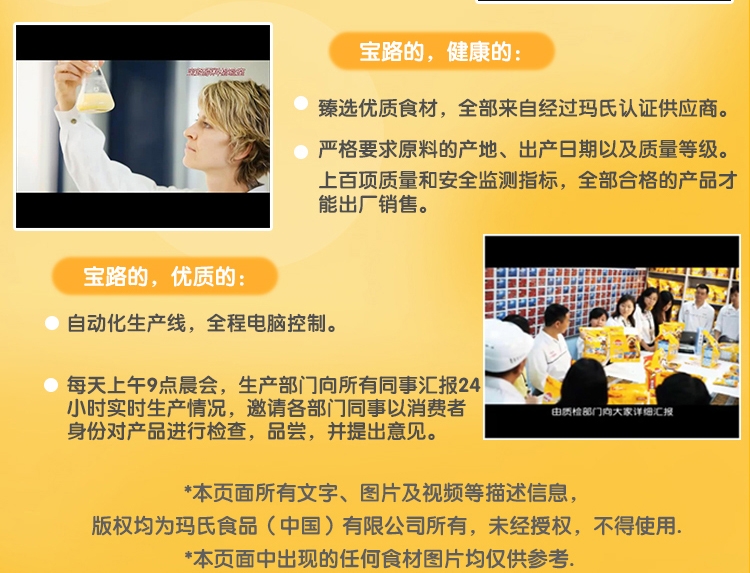 宝路的，健康的：
臻选优质食材，全部来自经过玛氏认证供应商。
严格要求原料的产地、出产日期以及质量等级。
上百项质量和安全监测指标，全部合格的产品才
能出厂销售。
宝路的，优质的：
自动化生产线，全程电脑控制。
每天上午9点晨会，生产部门向所有同事汇报24
小时实时生产情况，邀请各部门同事以消费者
身份对产品进行检查，品尝，并提出意见。
由质检部门向大家详细汇报
*本页面所有文字、图片及视频等描述信息，
版权均为玛氏食品（中国）有限公司所有，未经授权，不得使用.
*本页面中出现的任何食材图片均仅供参考.